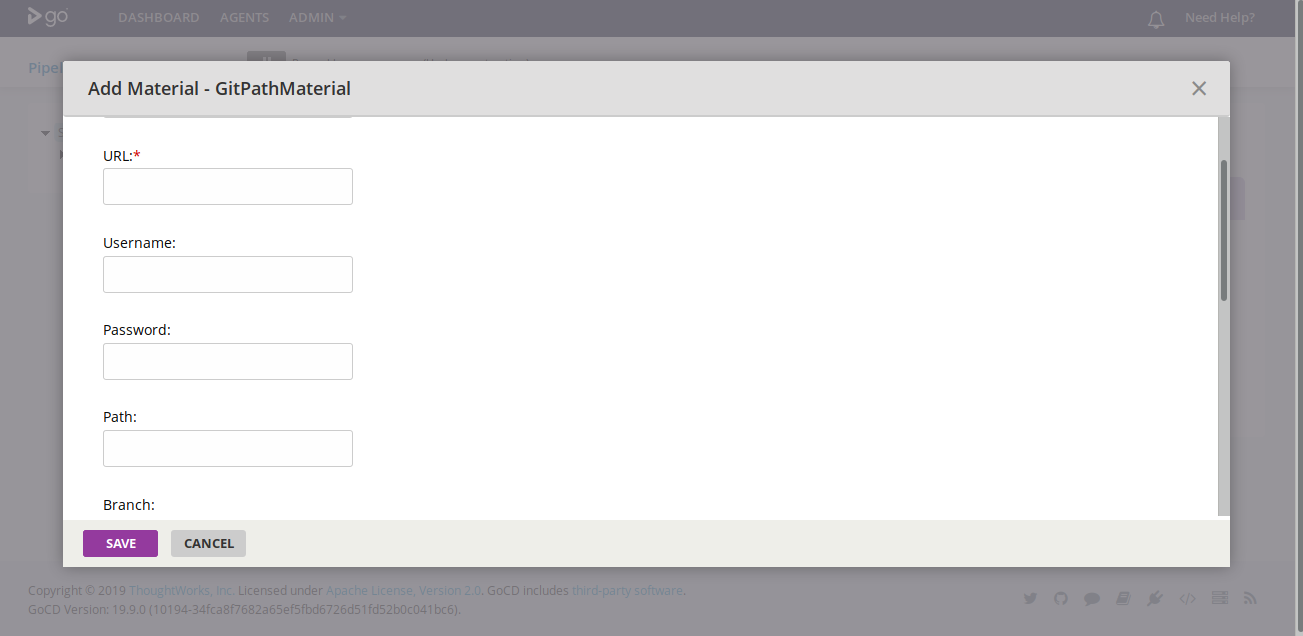 go
DASHBOARD AGENTS ADMIN
Need Help?
Add Material - GitPathMaterial
URL:*
Username:
Password:
Path:
Branch:
SAVE CANCEL
Copyright © 2019 ThoughtWorks, Inc. Licensed under Apache License, Version 2.0. GoCD includes third-party software.
GoCD Version: 19.9.0 (10194-34fca8f7682a65ef5fbd6726d51fd52b0c041bc6).